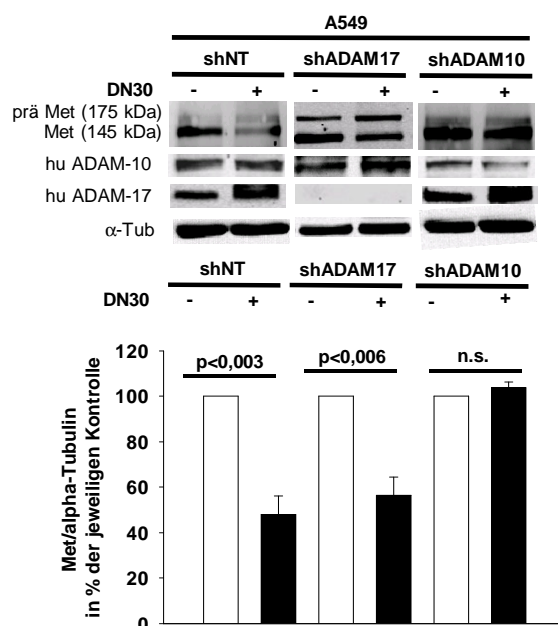 A549
shNT shADAM17 shADAM10
DN30 - + - + - +
prä Met (175 kDa)
Met (145 kDa)
hu ADAM-10
hu ADAM-17
α-Tub
shNT shADAM17 shADAM10
DN30 - + - + - +
p<0,003 p<0,006 n.s.
Met/alpha-Tubulin
in % der jeweiligen Kontrolle
120
100
80
60
40
20
0